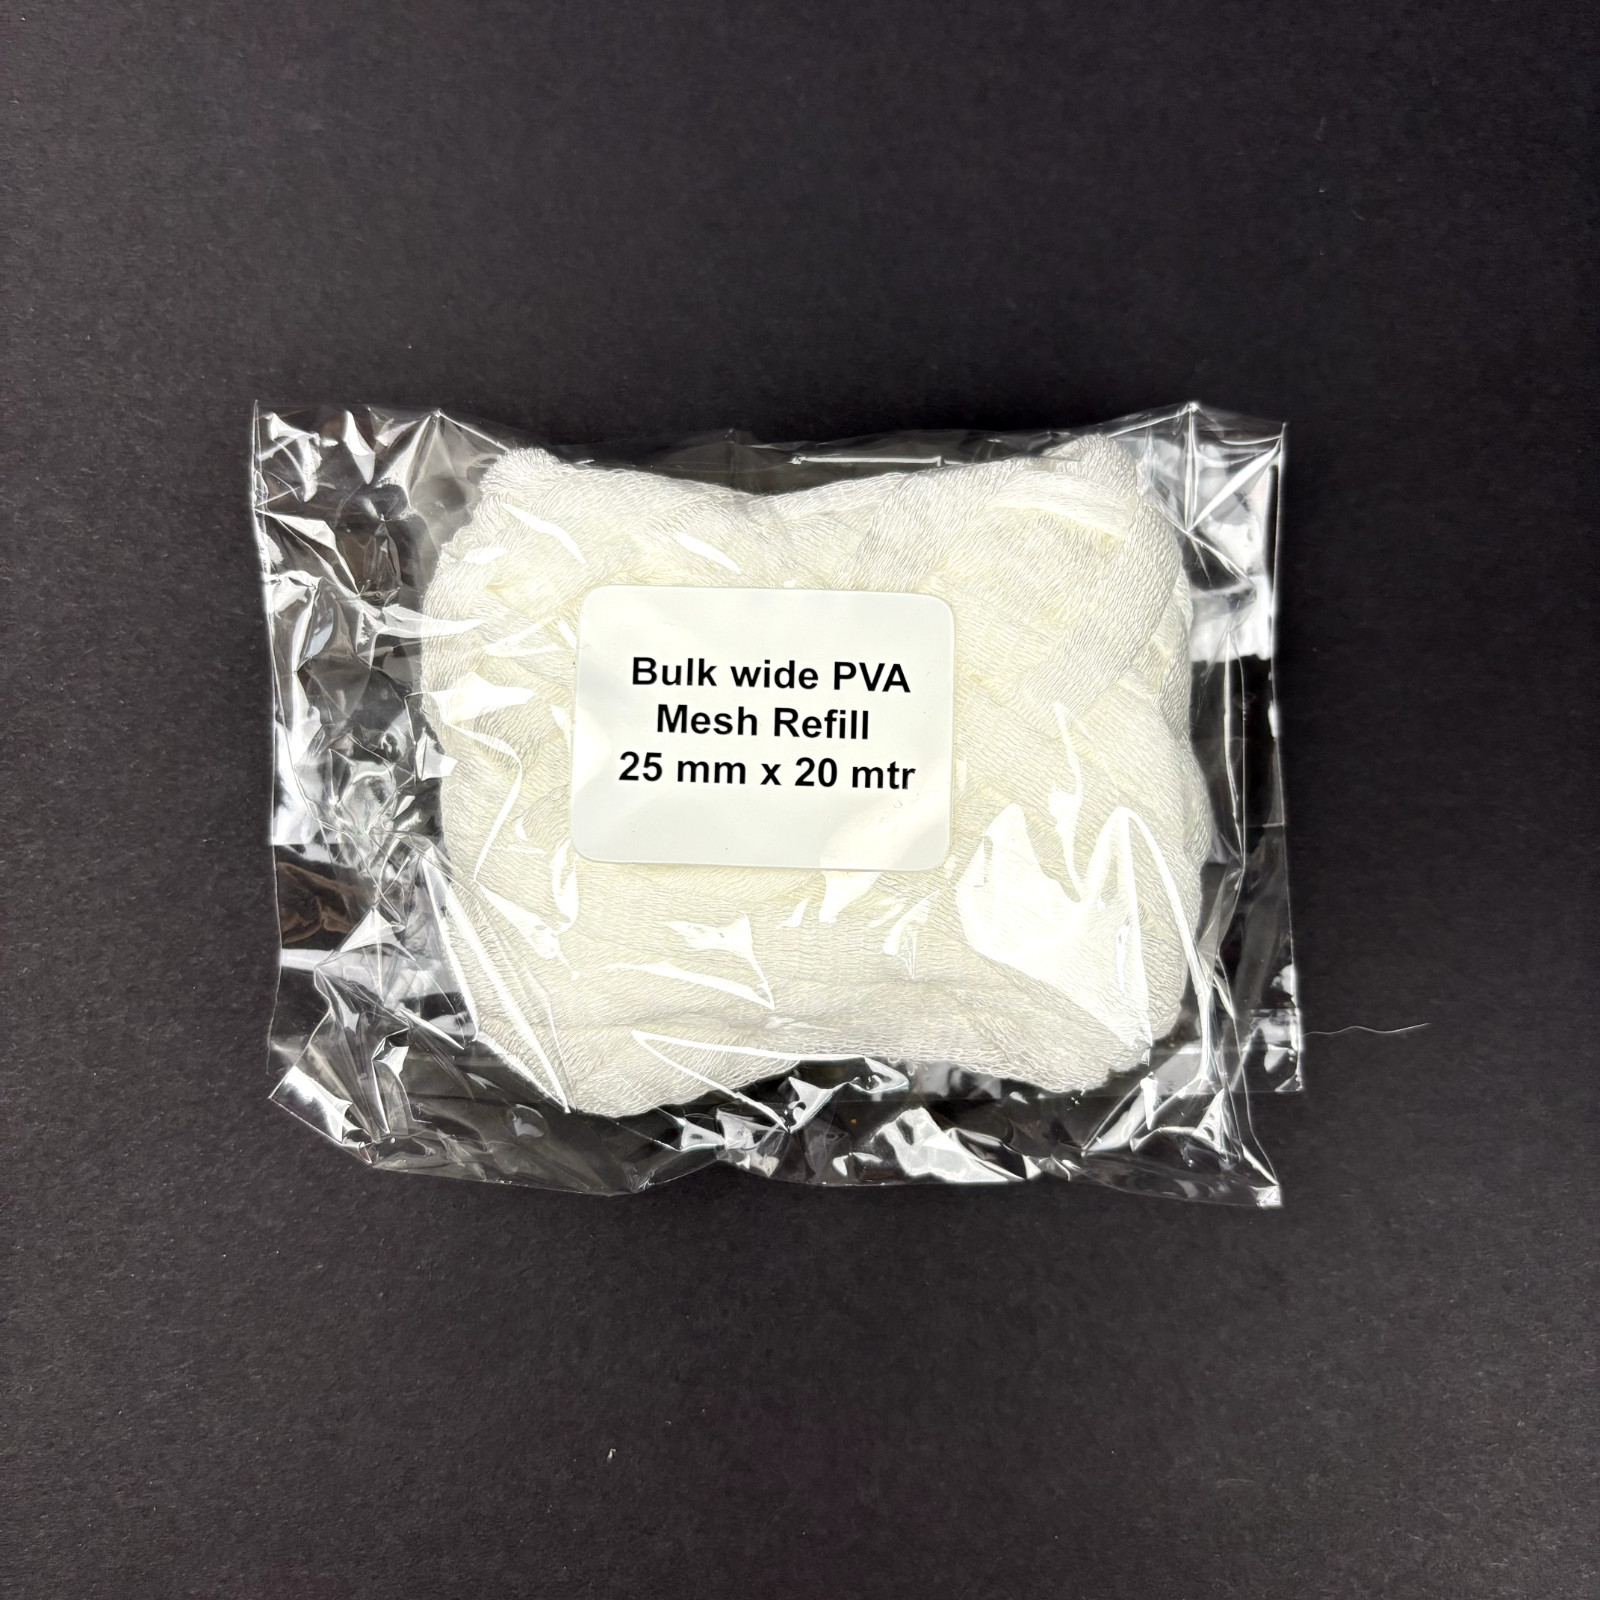 Bulk wide PVA
Mesh Refill
25 mm x 20 mtr